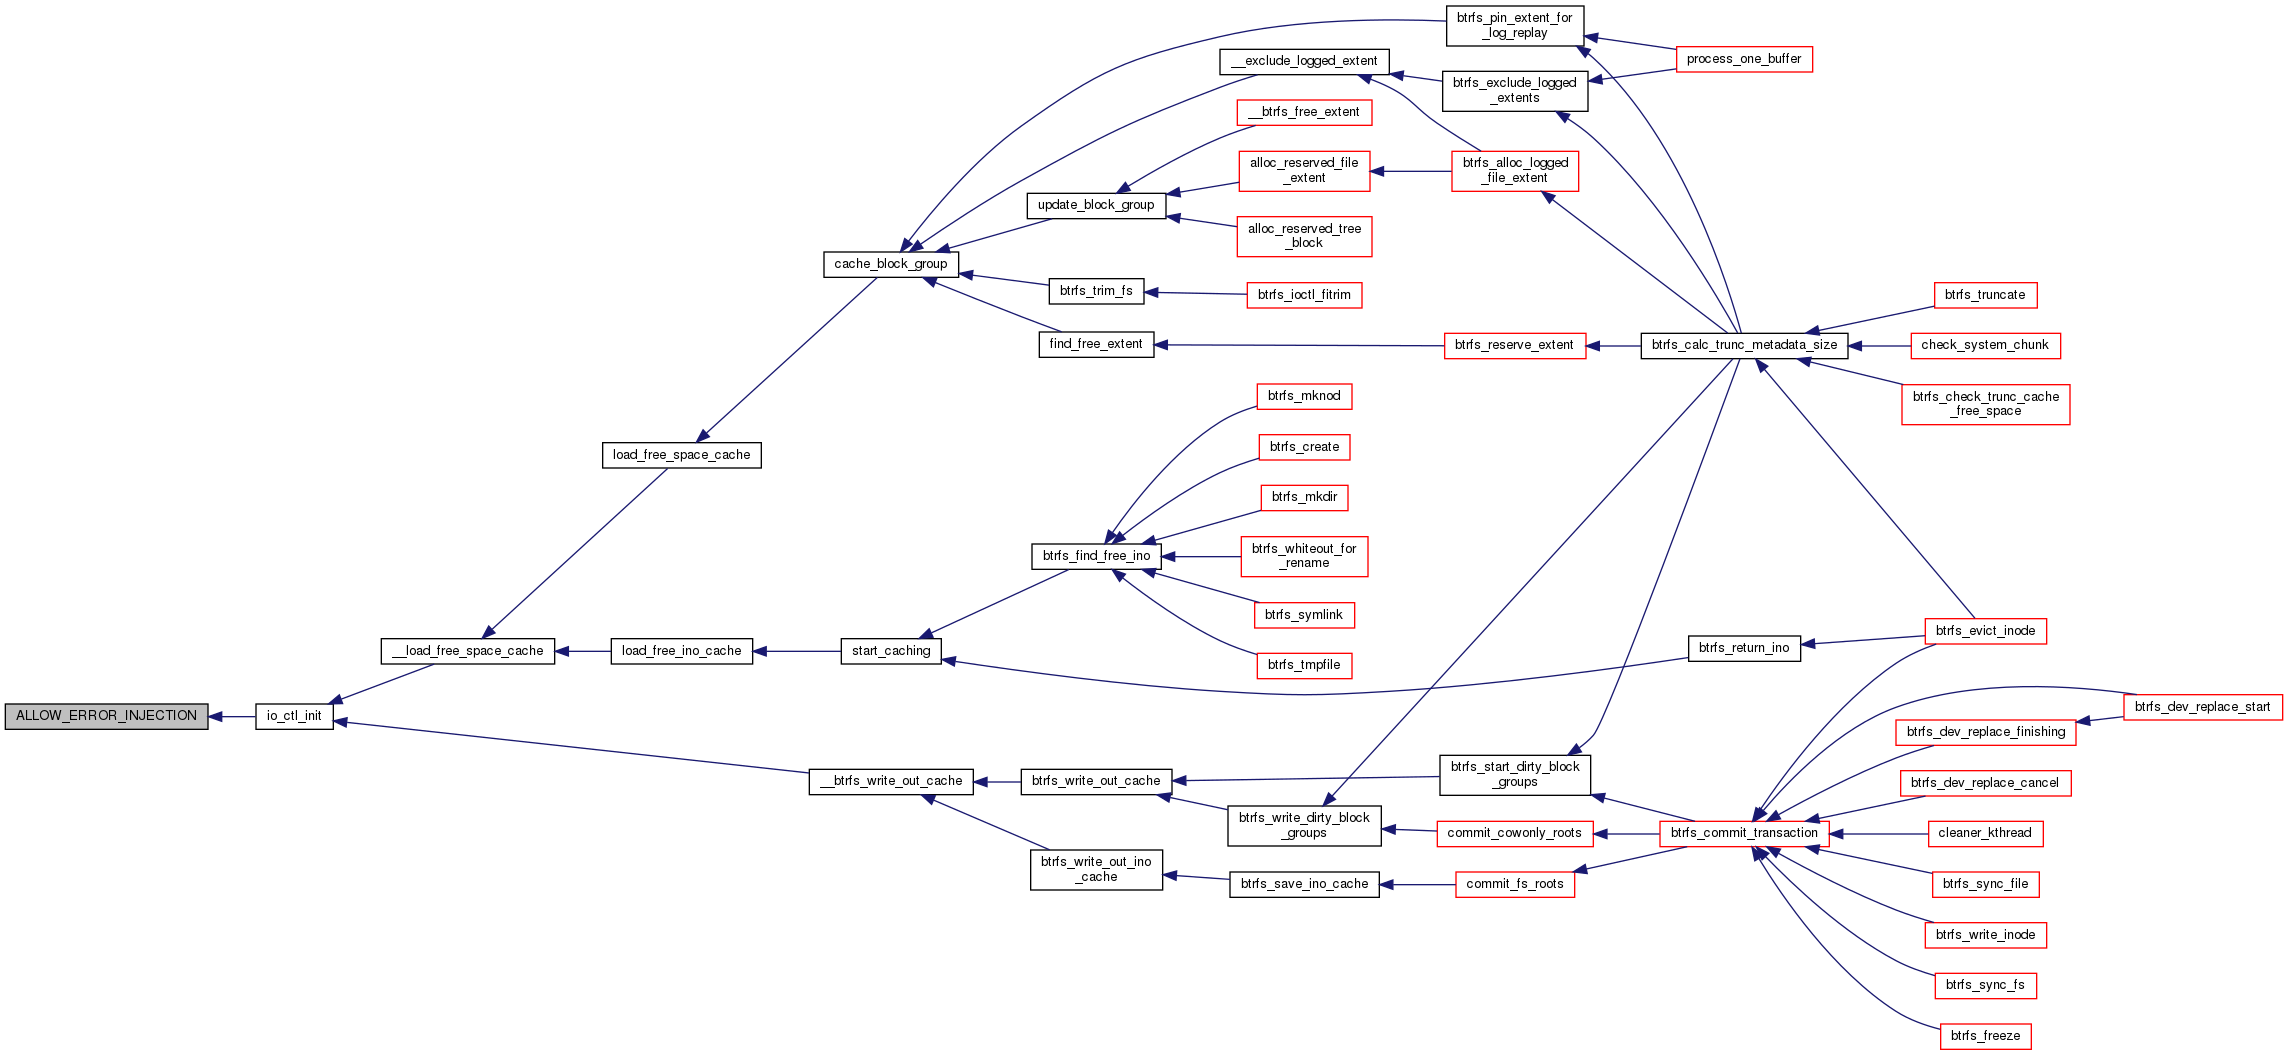 btrfs_pin_extent_for
_log_replay
process_one_buffer
__exclude_logged_extent
btrfs_exclude_logged
_extents
__btrfs_free_extent
alloc_reserved_file
_extent
btrfs_alloc_logged
_file_extent
update_block_group
alloc_reserved_tree
_block
cache_block_group
btrfs_trim_fs
btrfs_ioctl_fitrim
btrfs_truncate
find_free_extent
btrfs_reserve_extent
btrfs_calc_trunc_metadata_size
check_system_chunk
btrfs_check_trunc_cache
_free_space
btrfs_mknod
btrfs_create
load_free_space_cache
btrfs_mkdir
btrfs_find_free_ino
btrfs_whiteout_for
_rename
btrfs_symlink
btrfs_evict_inode
__load_free_space_cache
load_free_ino_cache
start_caching
btrfs_return_ino
btrfs_tmpfile
ALLOW_ERROR_INJECTION
io_ctl_init
btrfs_dev_replace_start
btrfs_dev_replace_finishing
__btrfs_write_out_cache
btrfs_write_out_cache
btrfs_start_dirty_block
_groups
btrfs_dev_replace_cancel
btrfs_write_dirty_block
_groups
commit_cowonly_roots
btrfs_commit_transaction
cleaner_kthread
btrfs_write_out_ino
_cache
btrfs_save_ino_cache
commit_fs_roots
btrfs_sync_file
btrfs_write_inode
btrfs_sync_fs
btrfs_freeze